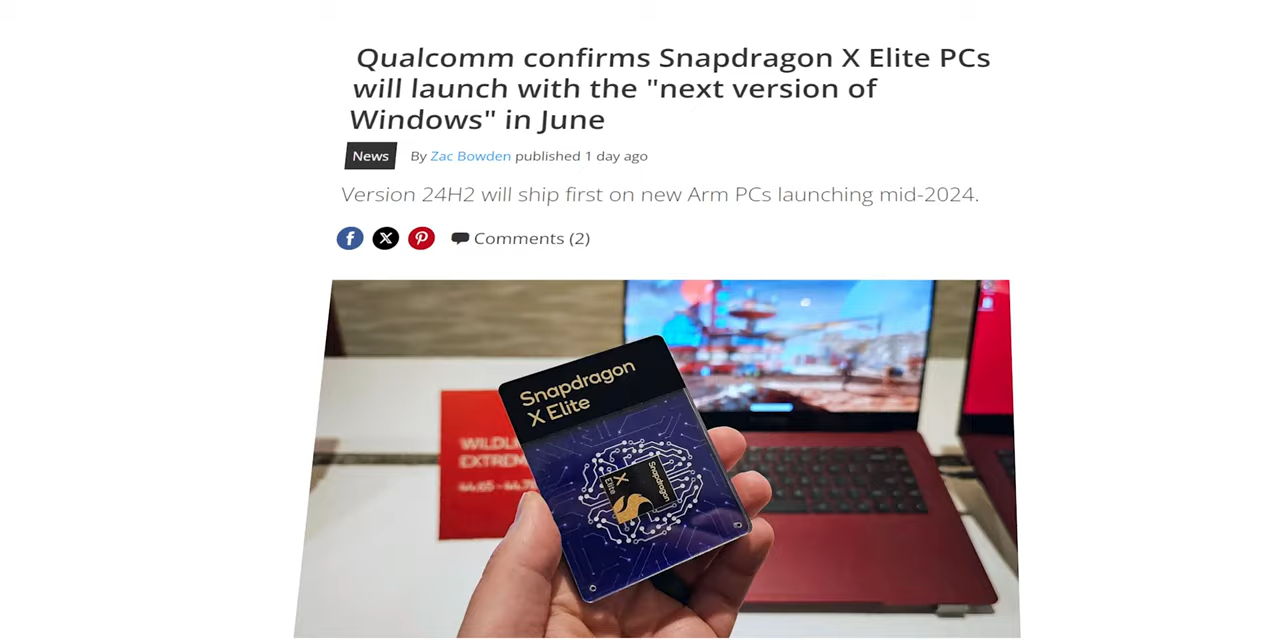 Qualcomm confirms Snapdragon X Elite PCs
will launch with the "next version of
Windows" in June
News By Zac Bowden published 1 day ago
Version 24H2 will ship first on new Arm PCs launching mid-2024.
Comments (2)
Snapdragon
X Elite
EXTREM
Snapdragon
X
Elite